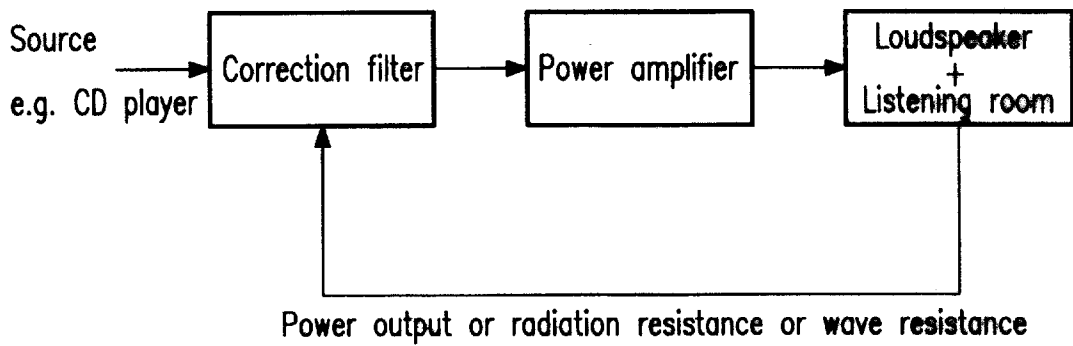 Source
e.g. CD player
Correction filter
Power amplifier
Loudspeaker
+
Listening room
Power output or radiation resistance or wave resistance